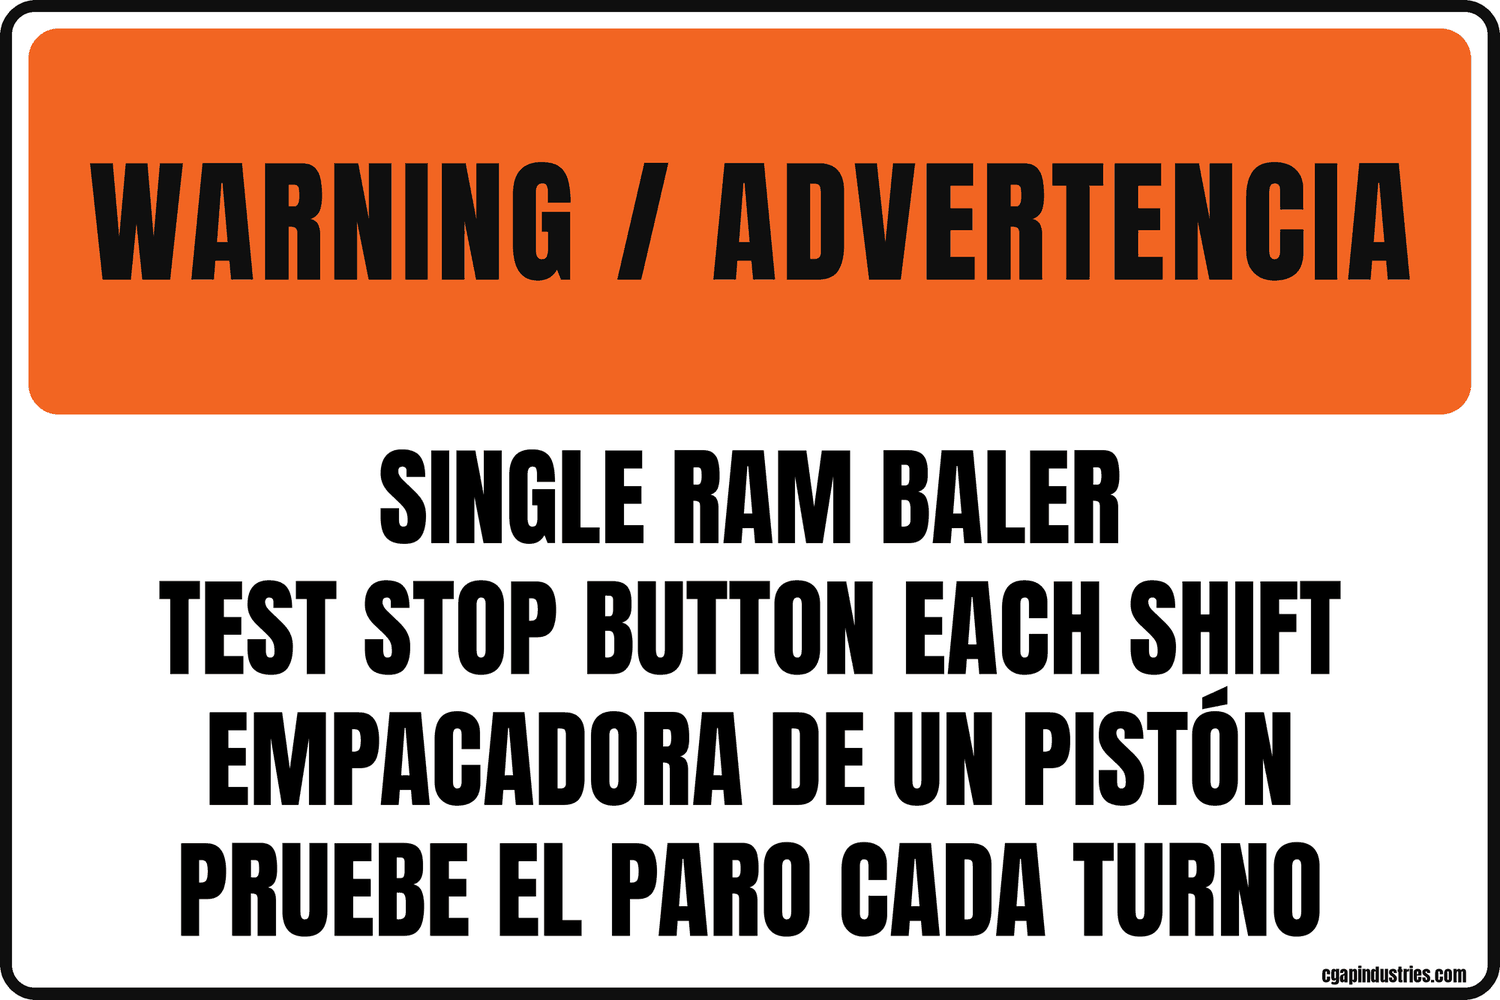 WARNING / ADVERTENCIA
SINGLE RAM BALER
TEST STOP BUTTON EACH SHIFT
EMPACADORA DE UN PISTÓN
PRUEBE EL PARO CADA TURNO
cgapindustries.com